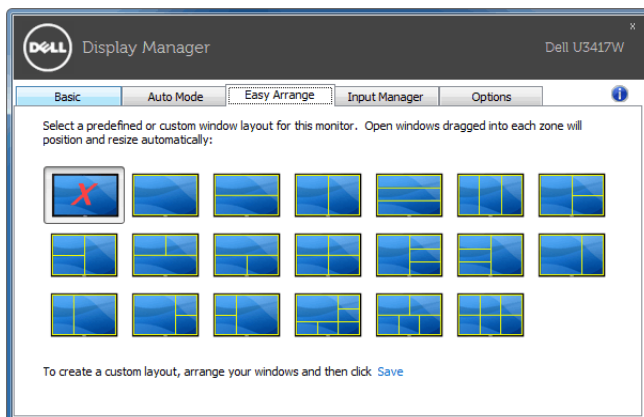 DELL Display Manager
Dell U3417W
x
Basic
Auto Mode
Easy Arrange
Input Manager
Options
i
Select a predefined or custom window layout for this monitor. Open windows dragged into each zone will
position and resize automatically:
X
To create a custom layout, arrange your windows and then click Save